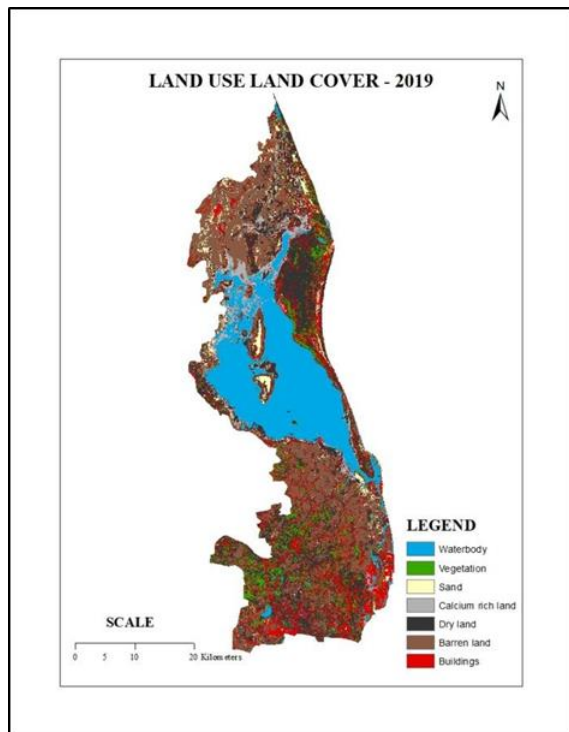 LAND USE LAND COVER - 2019
N
LEGEND
Waterbody
Vegetation
Sand
Calcium rich land
Dry land
Barren land
Buildings
SCALE
0 5 10 20 Kilometers